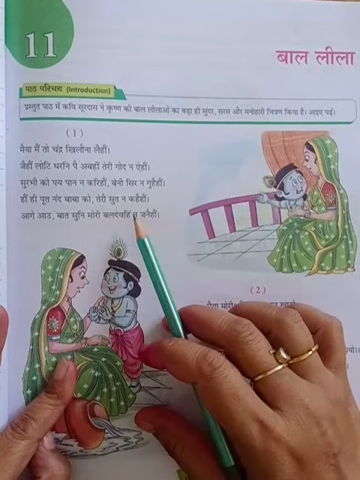 11
बाल लीला
पाठ परिचय (Introduction)
प्रस्तुत पाठ में कवि सूरदास ने कृष्ण की बाल लीलाओं का बड़ा ही सुंदर, सरस और मनोहारी चित्रण किया है। आइए पढ़ें।
(1)
मैया मैं तो चंद्र खिलौना लैहौं।
जैहौं लोटि धरनि पै अबहीं तेरी गोद न ऐहौं।
सुरभी को पय पान न करिहौं, बेनी सिर न गुहैहौं।
ह्वै हौं पूत नंद बाबा को, तेरो सुत न कहैहौं।
आगे आउ, बात सुनि मोरी बलदेवहिं न जनैहौं।
(2)